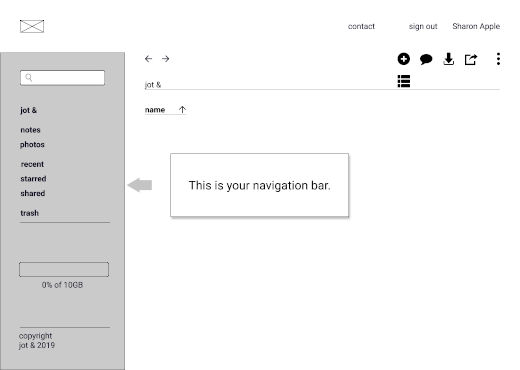 contact sign out Sharon Apple
jot &
name
jot &
notes
photos
recent
starred
shared
trash
This is your navigation bar.
0% of 10GB
copyright
jot & 2019